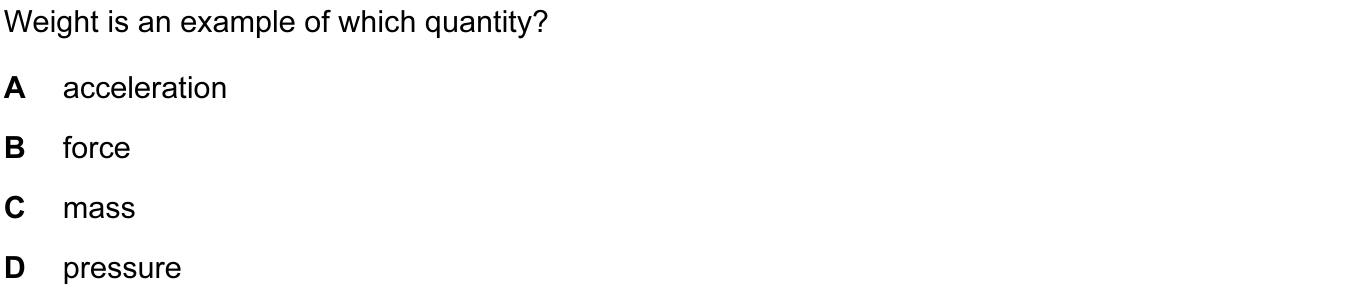 Weight is an example of which quantity?
A acceleration
B force
C mass
D pressure